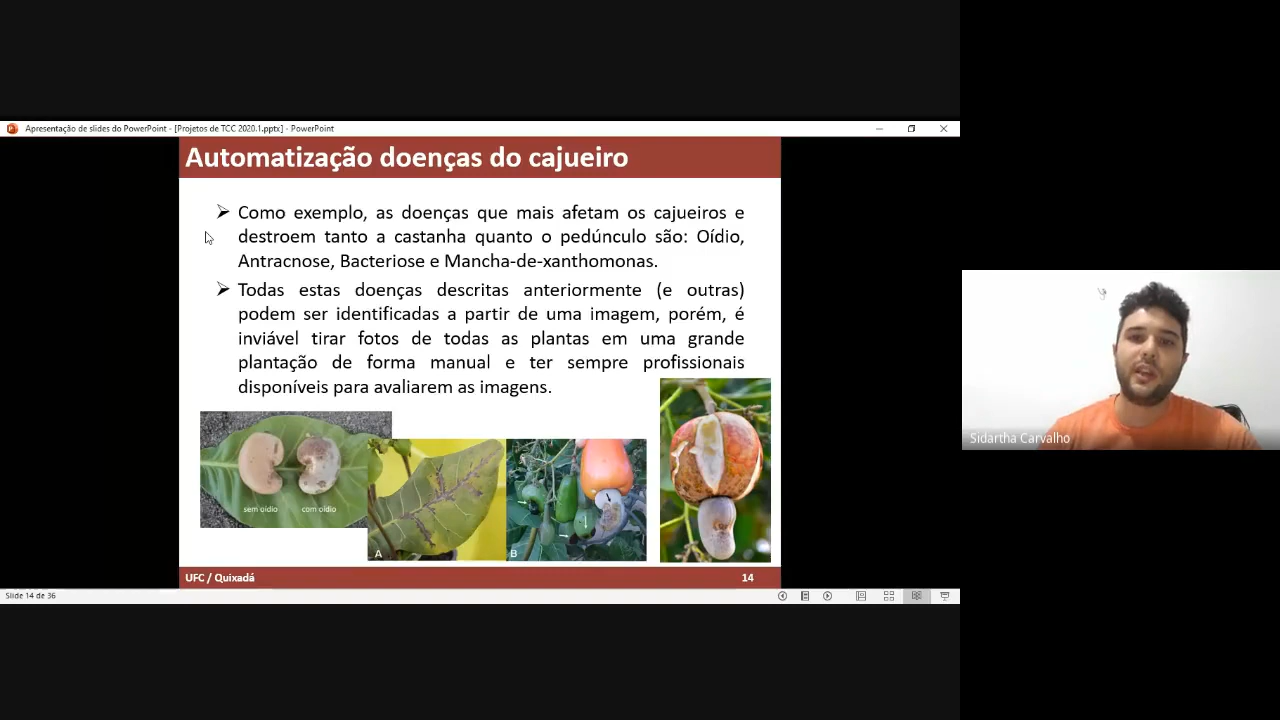 Apresentação de slides do PowerPoint - [Projetos de TCC 2020.1.pptx] - PowerPoint
Automatização doenças do cajueiro
Como exemplo, as doenças que mais afetam os cajueiros e
destroem tanto a castanha quanto o pedúnculo são: Oídio,
Antracnose, Bacteriose e Mancha-de-xanthomonas.
Todas estas doenças descritas anteriormente (e outras)
podem ser identificadas a partir de uma imagem, porém, é
inviável tirar fotos de todas as plantas em uma grande
plantação de forma manual e ter sempre profissionais
disponíveis para avaliarem as imagens.
sem oídio com oídio
A B
UFC / Quixadá 14
Slide 14 de 36
Sidartha Carvalho